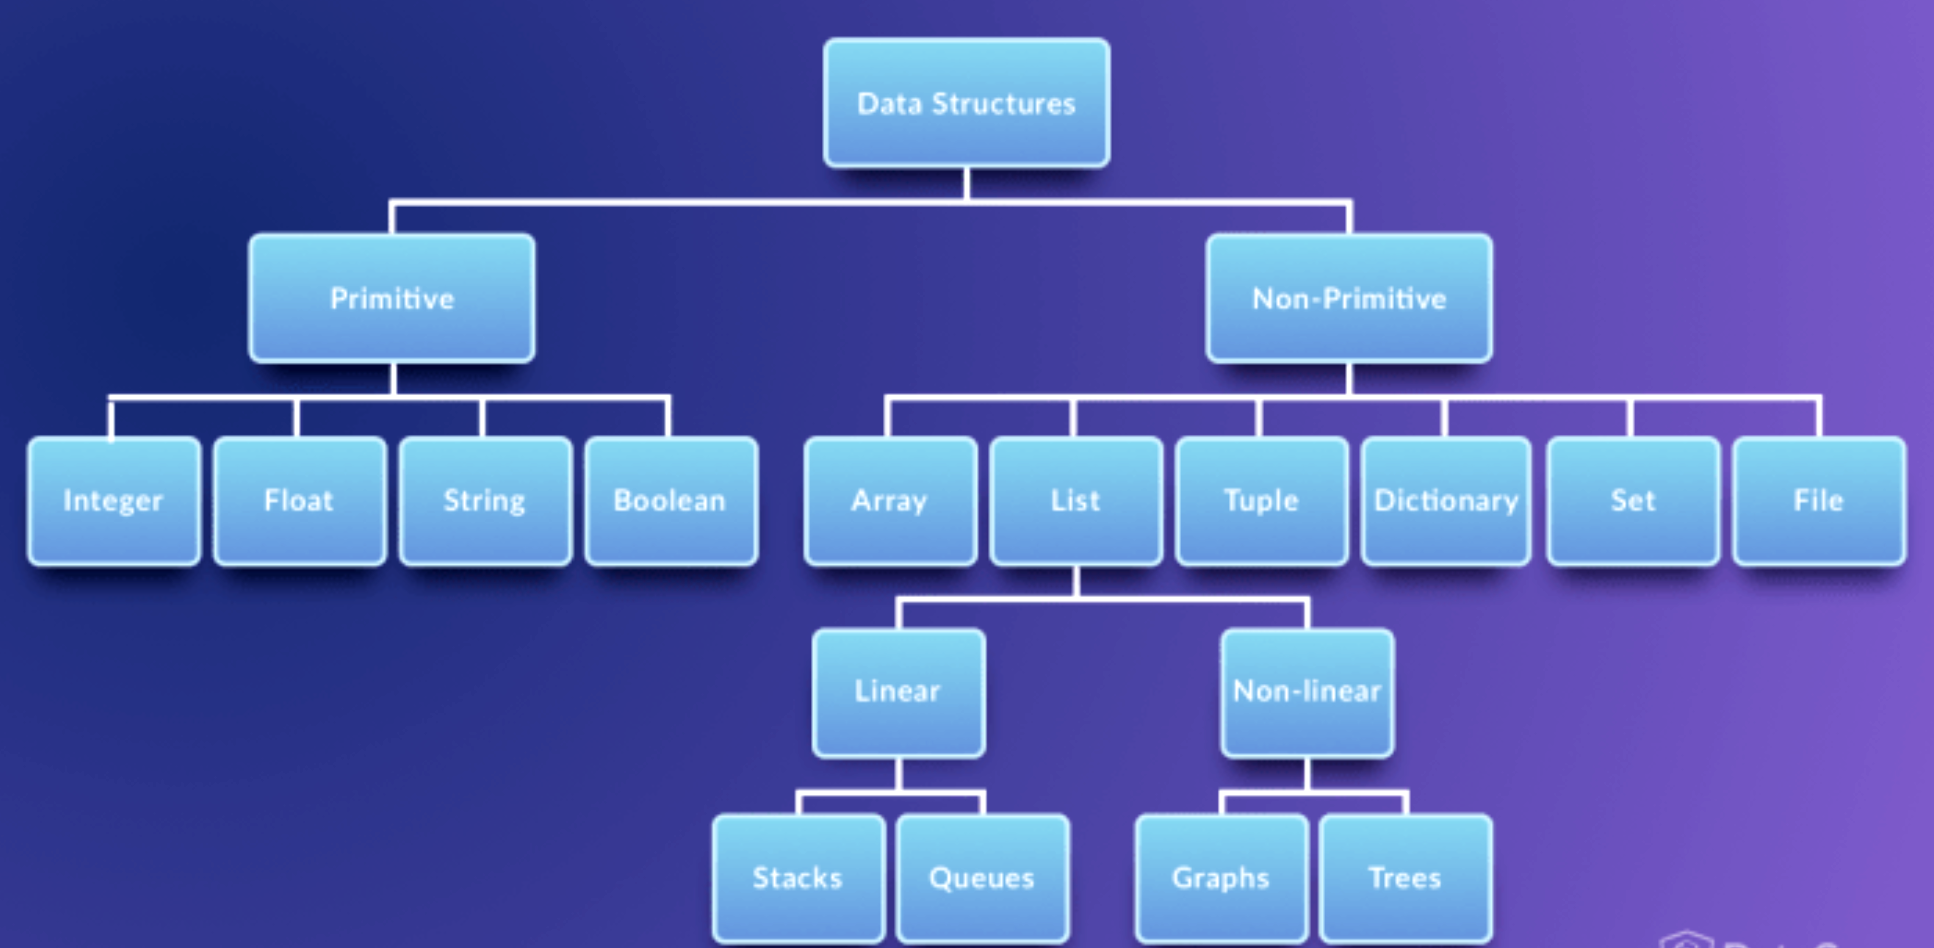 Data Structures
Primitive
Non-Primitive
Integer
Float
String
Boolean
Array
List
Tuple
Dictionary
Set
File
Linear
Non-linear
Stacks
Queues
Graphs
Trees